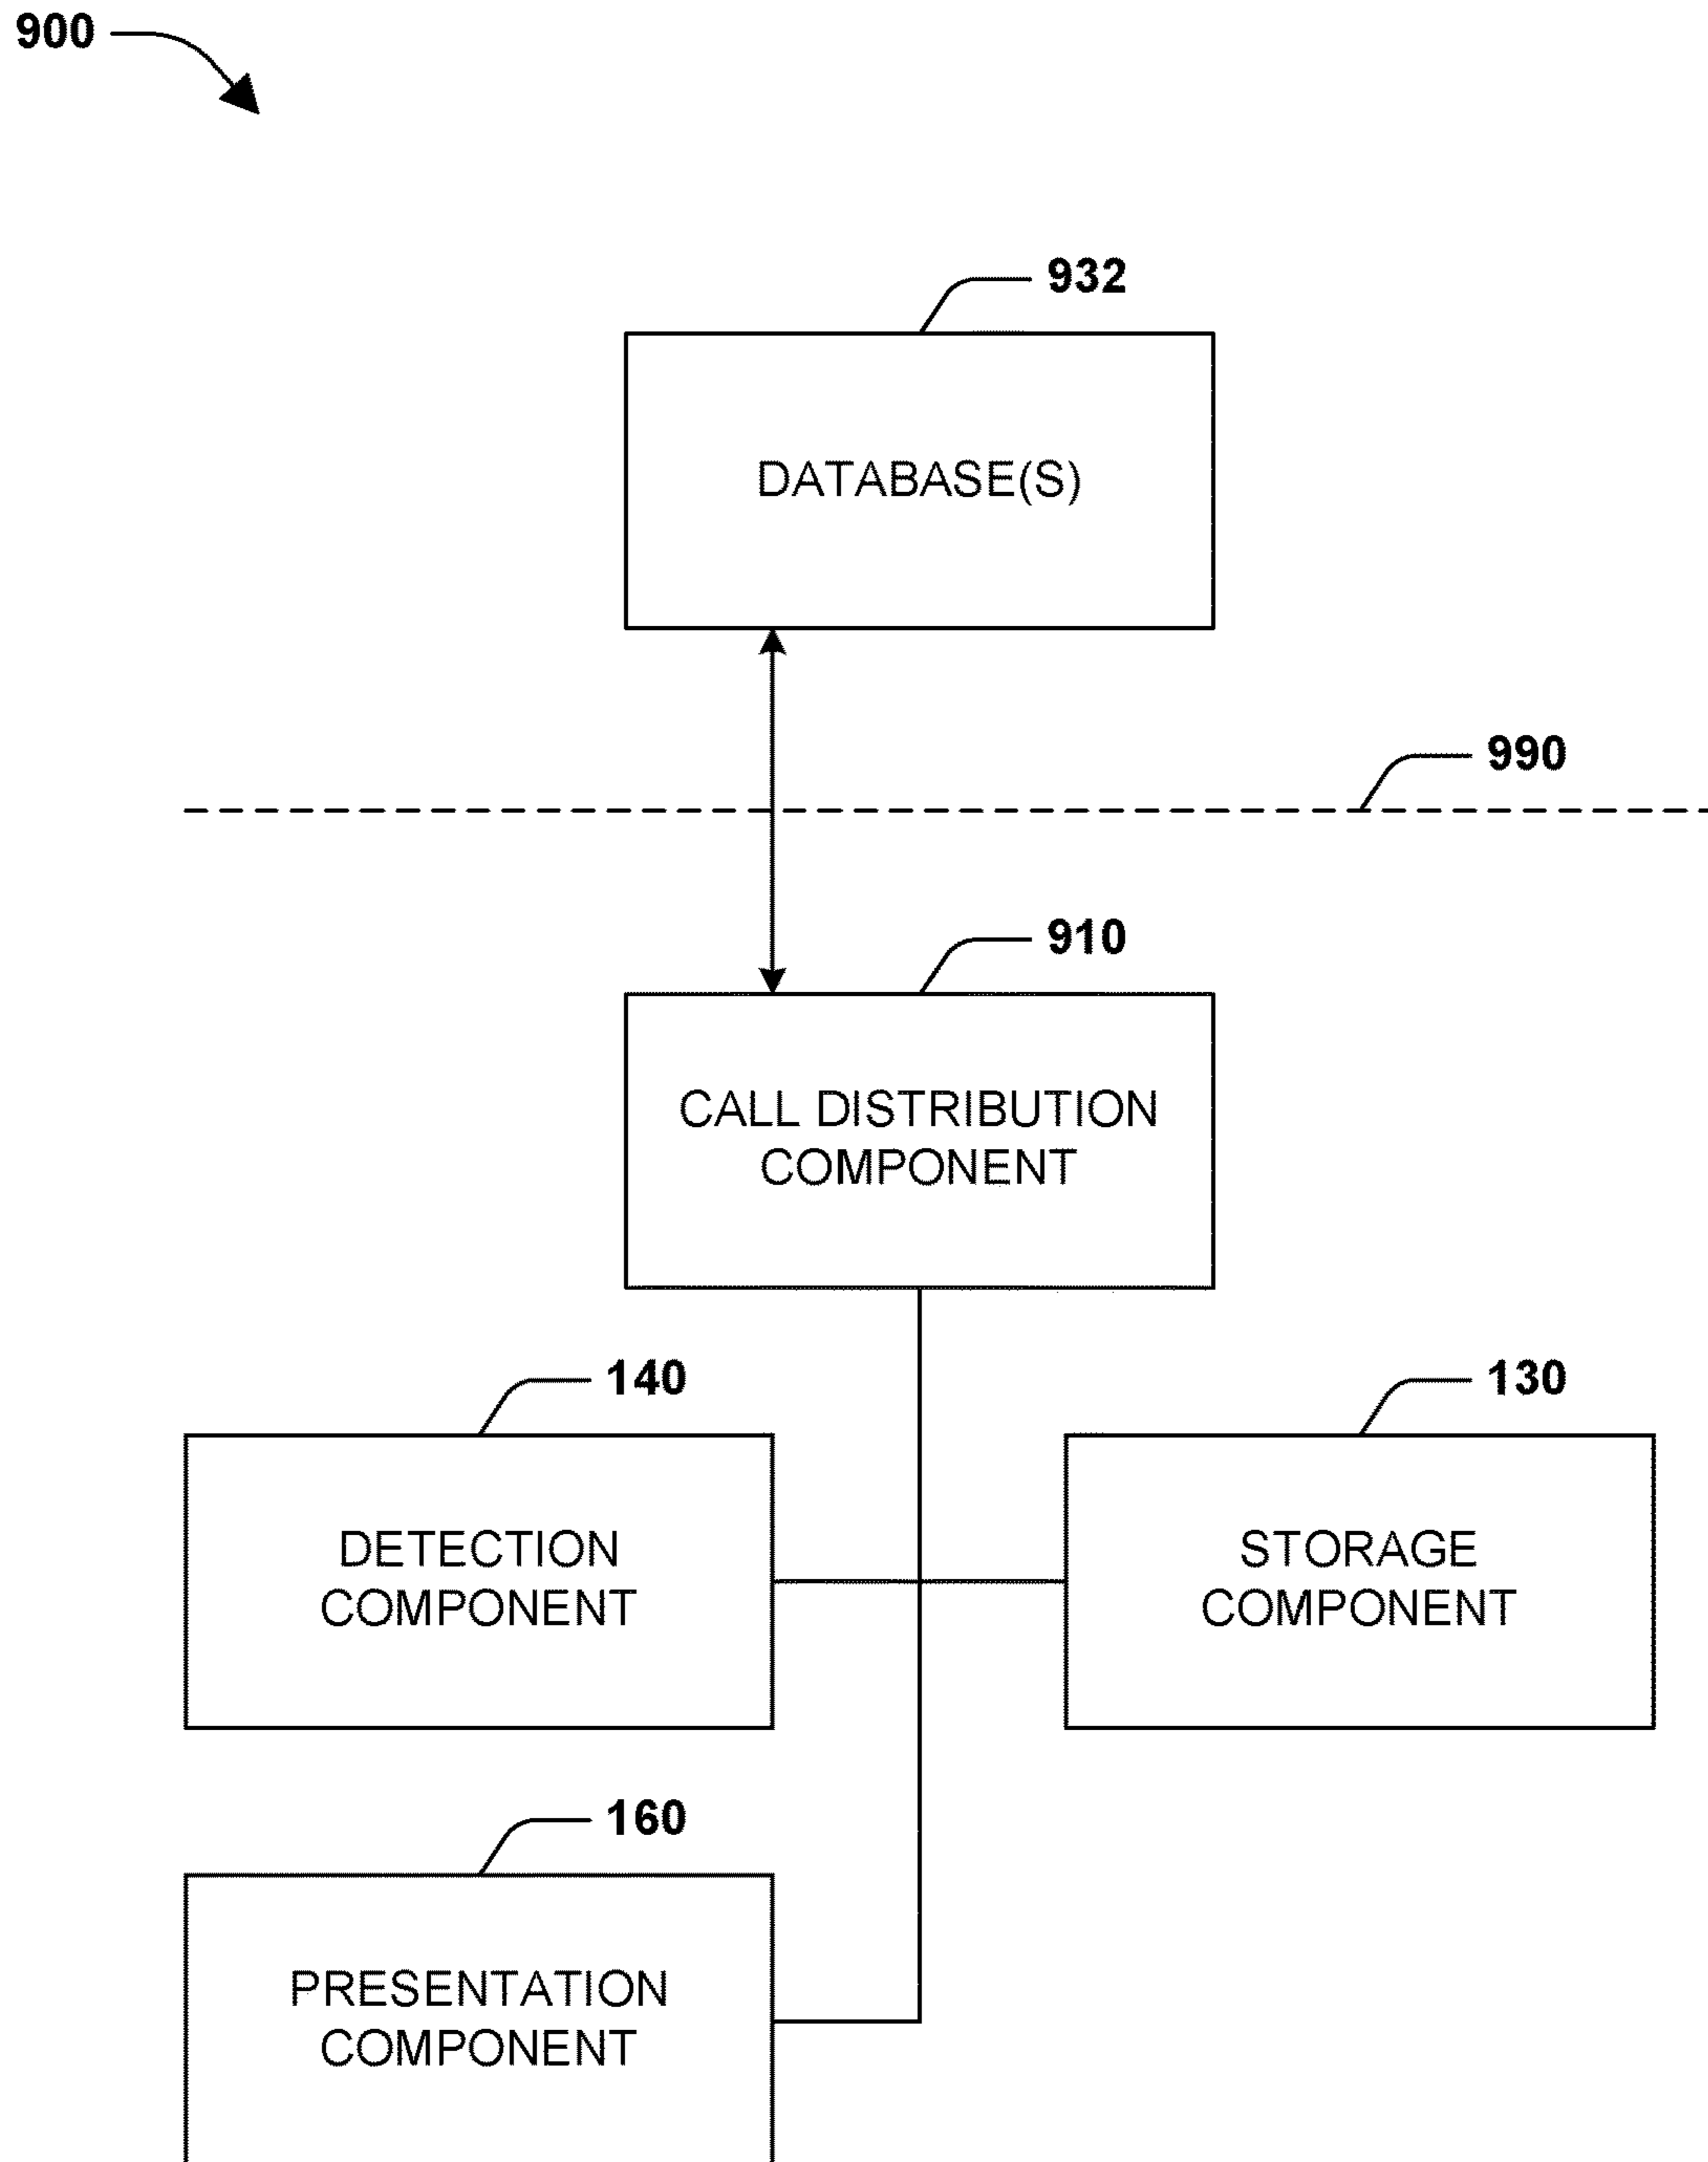 900
932
DATABASE(S)
990
910
CALL DISTRIBUTION
COMPONENT
140
130
DETECTION
COMPONENT
STORAGE
COMPONENT
160
PRESENTATION
COMPONENT